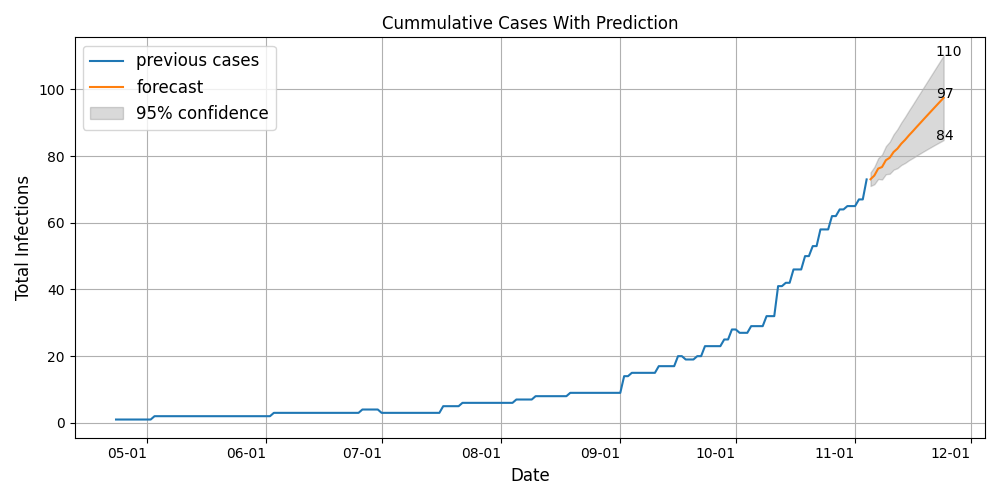 Cummulative Cases With Prediction
previous cases
forecast
95% confidence
110
97
84
100
80
60
40
20
0
Total Infections
05-01
06-01
07-01
08-01
09-01
10-01
11-01
12-01
Date